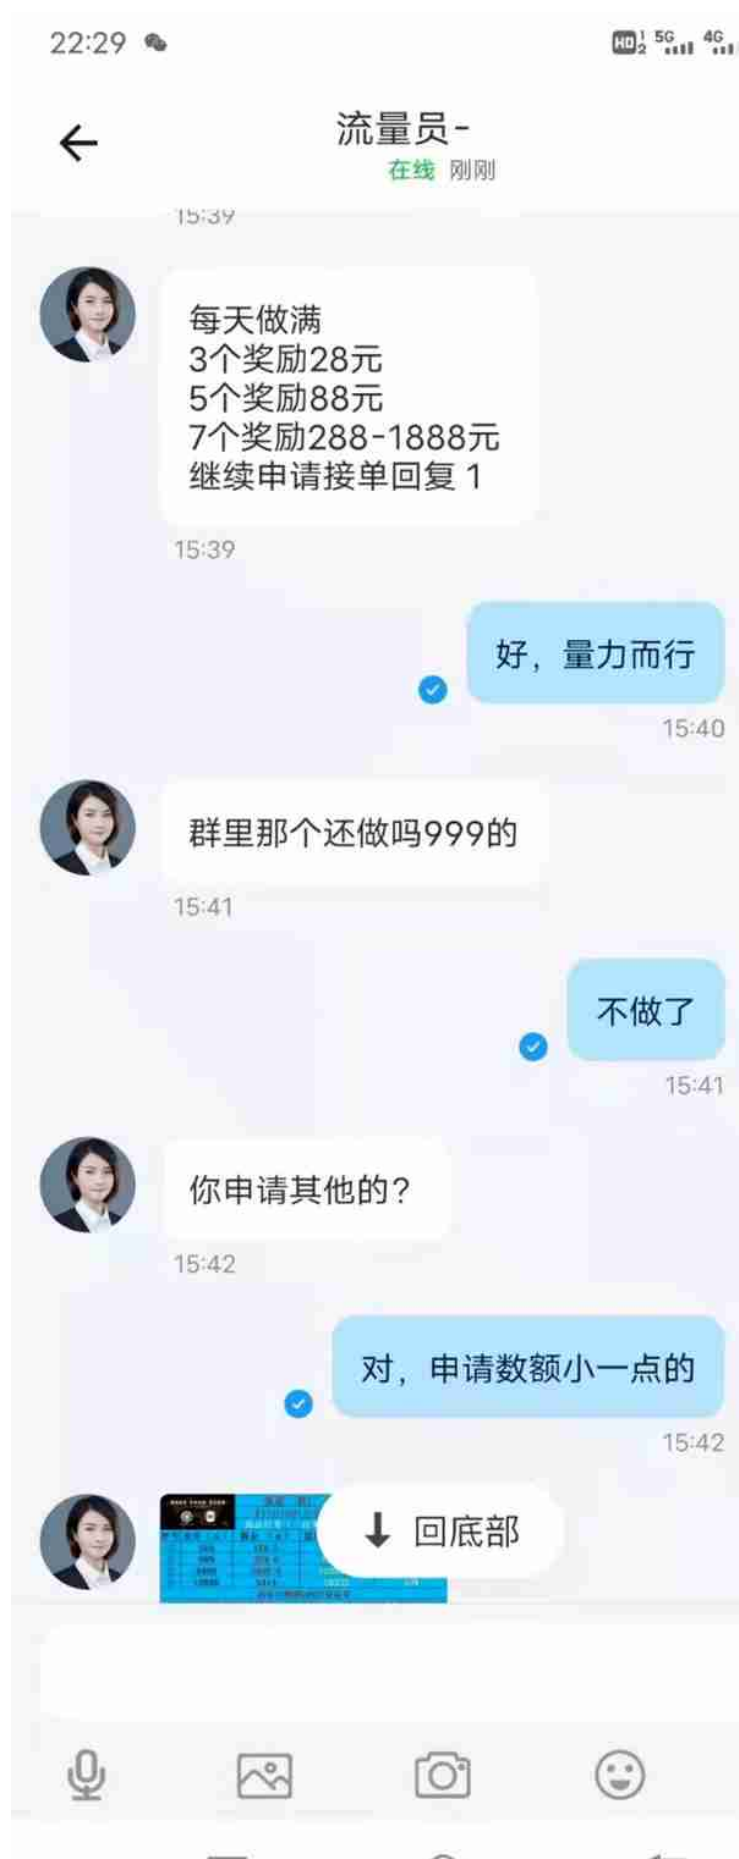 22:29
HD 1 2 5G 4G
流量员-
在线 刚刚
15:39
每天做满
3个奖励28元
5个奖励88元
7个奖励288-1888元
继续申请接单回复 1
15:39
好，量力而行
15:40
群里那个还做吗999的
15:41
不做了
15:41
你申请其他的?
15:42
对，申请数额小一点的
15:42
回底部